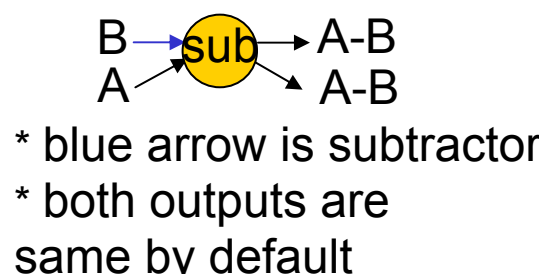 B sub A-B
A A-B
* blue arrow is subtractor
* both outputs are
same by default